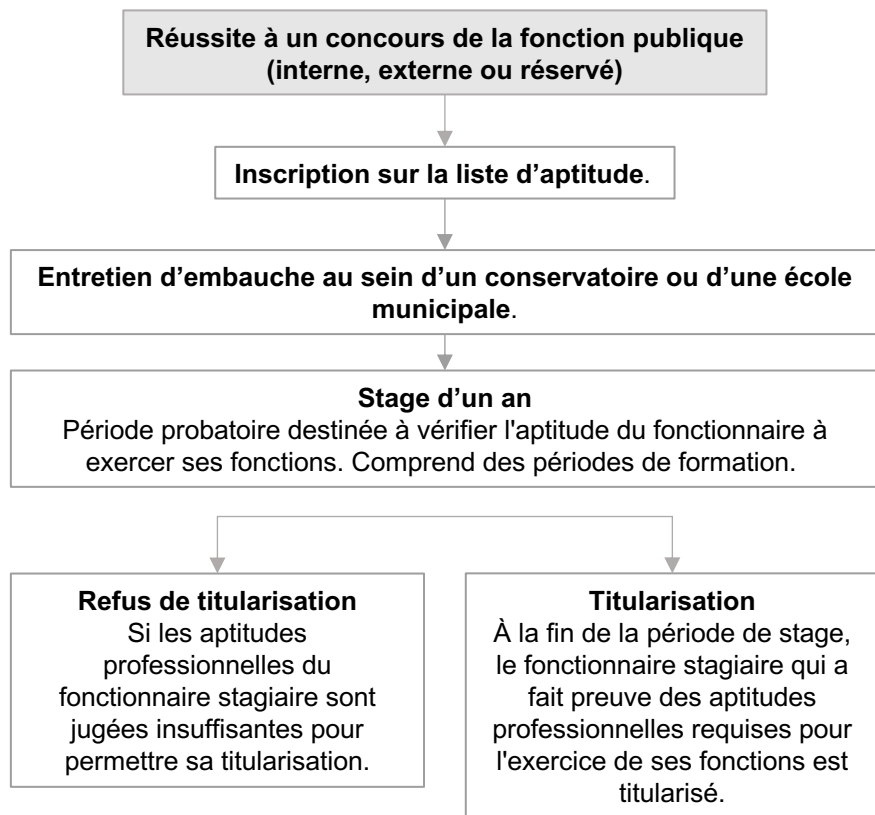 Réussite à un concours de la fonction publique
(interne, externe ou réservé)
Inscription sur la liste d'aptitude.
Entretien d'embauche au sein d'un conservatoire ou d'une école
municipale.
Stage d'un an
Période probatoire destinée à vérifier l'aptitude du fonctionnaire à
exercer ses fonctions. Comprend des périodes de formation.
Refus de titularisation
Si les aptitudes
professionnelles du
fonctionnaire stagiaire sont
jugées insuffisantes pour
permettre sa titularisation.
Titularisation
À la fin de la période de stage,
le fonctionnaire stagiaire qui a
fait preuve des aptitudes
professionnelles requises pour
l'exercice de ses fonctions est
titularisé.